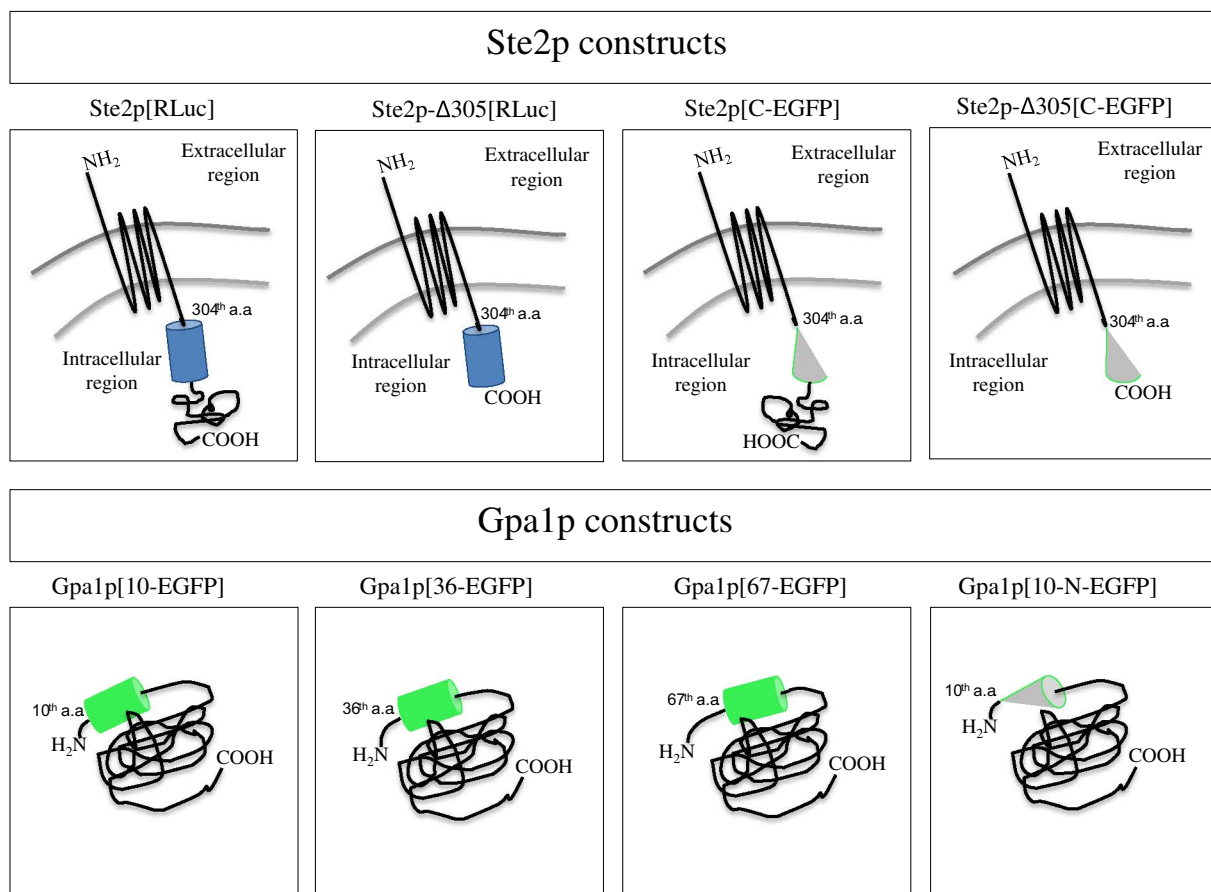 Ste2p constructs
Ste2p[RLuc]
NH₂
Extracellular
region
304th a.a
Intracellular
region
COOH
Ste2p-Δ305[RLuc]
NH₂
Extracellular
region
304th a.a
Intracellular
region
COOH
Ste2p[C-EGFP]
NH₂
Extracellular
region
304th a.a
Intracellular
region
HOOC
Ste2p-Δ305[C-EGFP]
NH₂
Extracellular
region
304th a.a
Intracellular
region
COOH
Gpa1p constructs
Gpa1p[10-EGFP]
10th a.a
H₂N
COOH
Gpa1p[36-EGFP]
36th a.a
H₂N
COOH
Gpa1p[67-EGFP]
67th a.a
H₂N
COOH
Gpa1p[10-N-EGFP]
10th a.a
H₂N
COOH